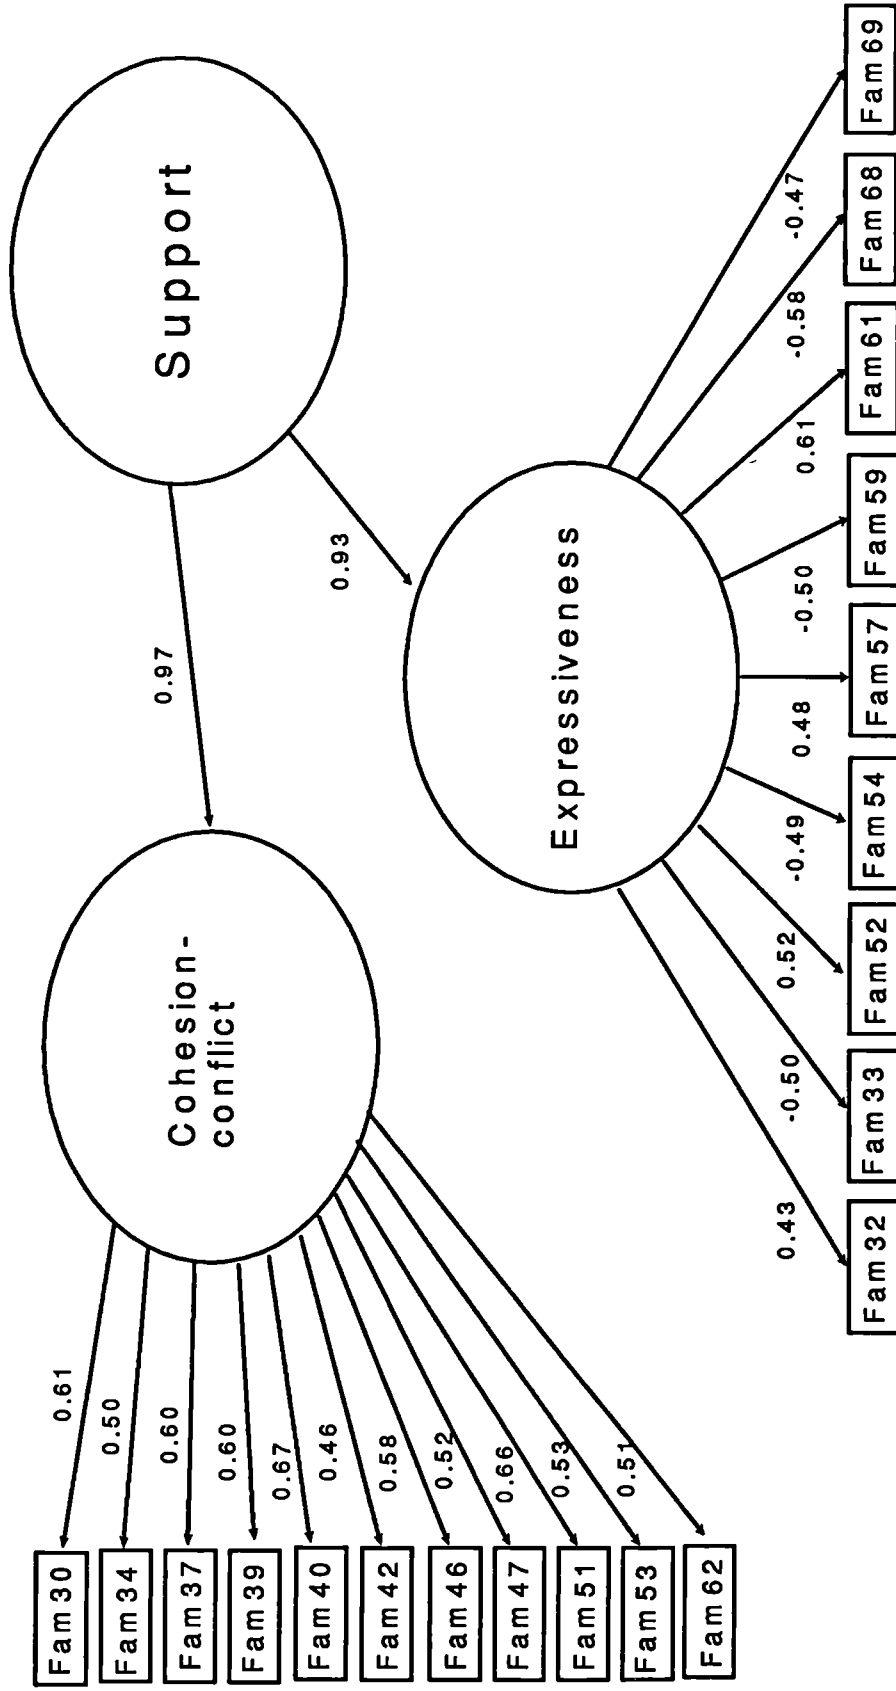 Support
0.97
0.93
Cohesion-
conflict
Expressiveness
0.61
0.50
0.60
0.60
0.67
0.46
0.58
0.52
0.66
0.53
0.51
Fam30
Fam34
Fam37
Fam39
Fam40
Fam42
Fam46
Fam47
Fam51
Fam53
Fam62
0.43
-0.50
0.52
-0.49
0.48
-0.50
0.61
-0.58
-0.47
Fam32
Fam33
Fam52
Fam54
Fam57
Fam59
Fam61
Fam68
Fam69